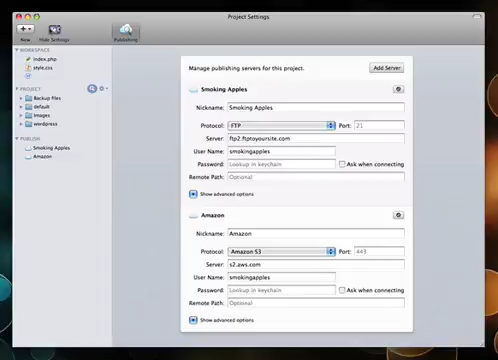 Project Settings
New
Hide Settings
Publishing
WORKSPACE
index.php
style.css
PROJECT
Backup files
default
Images
wordpress
PUBLISH
Smoking Apples
Amazon
Manage publishing servers for this project.
Add Server
Smoking Apples
Nickname: Smoking Apples
Protocol: FTP Port: 21
Server: ftp2.ftptoyoursite.com
User Name: smokingapples
Password: Lookup in keychain Ask when connecting
Remote Path: Optional
Show advanced options
Amazon
Nickname: Amazon
Protocol: Amazon S3 Port: 443
Server: s2.aws.com
User Name: smokingapples
Password: Lookup in keychain Ask when connecting
Remote Path: Optional
Show advanced options